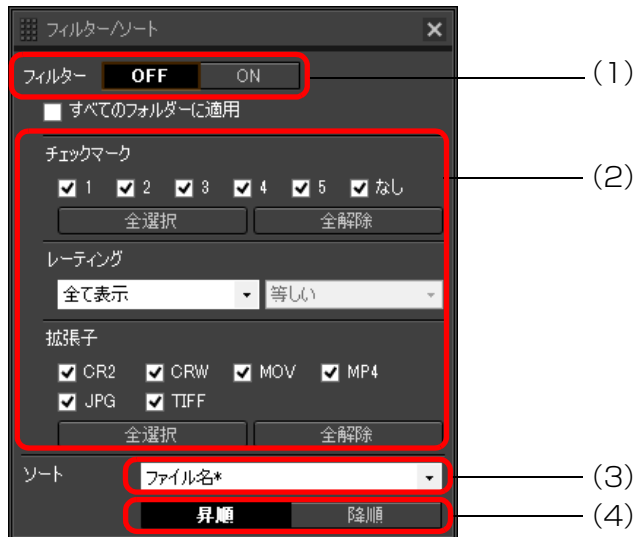 フィルター/ソート
フィルター OFF ON (1)
すべてのフォルダーに適用
チェックマーク (2)
1 2 3 4 5 なし
全選択 全解除
レーティング
全て表示 等しい
拡張子
CR2 CRW MOV MP4
JPG TIFF
全選択 全解除
ソート ファイル名* (3)
昇順 降順 (4)